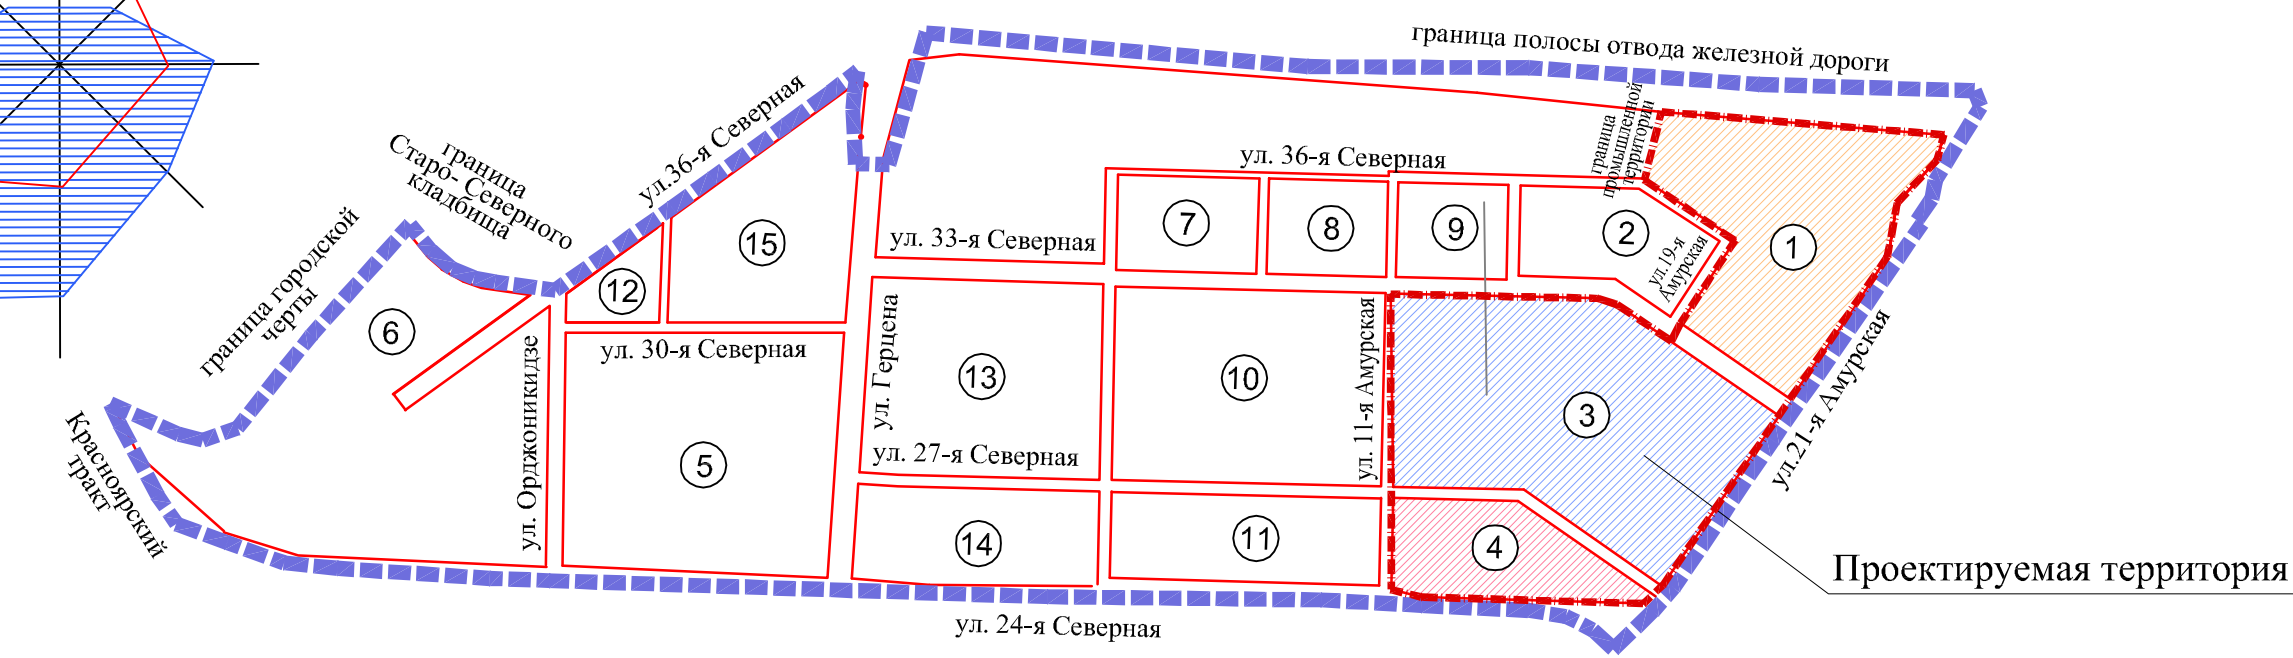 граница полосы отвода железной дороги
граница
промышленной
территории
ул.36-я Северная
ул. 36-я Северная
граница
Старо- Северного
кладбища
граница городской
черты
ул. 33-я Северная
ул.19-я
Амурская
7
8
9
2
1
15
12
6
ул. 30-я Северная
ул. Орджоникидзе
ул. Герцена
ул. 11-я Амурская
ул.21-я Амурская
13
10
3
5
ул. 27-я Северная
Красноярский
тракт
14
11
4
Проектируемая территория
ул. 24-я Северная